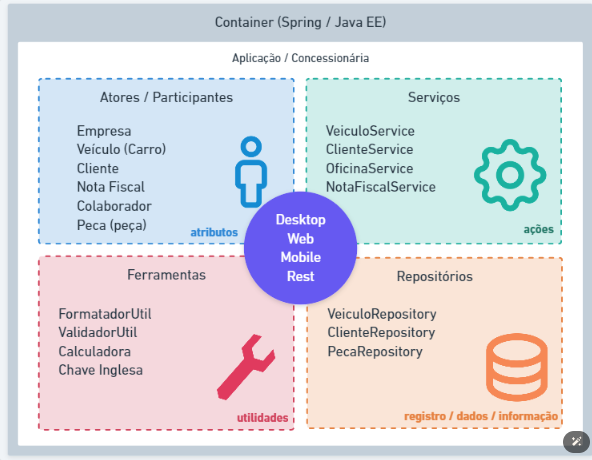 Container (Spring / Java EE)
Aplicação / Concessionária
Atores / Participantes
Empresa
Veículo (Carro)
Cliente
Nota Fiscal
Colaborador
Peca (peça)
atributos
Serviços
VeiculoService
ClienteService
OficinaService
NotaFiscalService
ações
Desktop
Web
Mobile
Rest
Ferramentas
FormatadorUtil
ValidadorUtil
Calculadora
Chave Inglesa
utilidades
Repositórios
VeiculoRepository
ClienteRepository
PecaRepository
registro / dados / informação